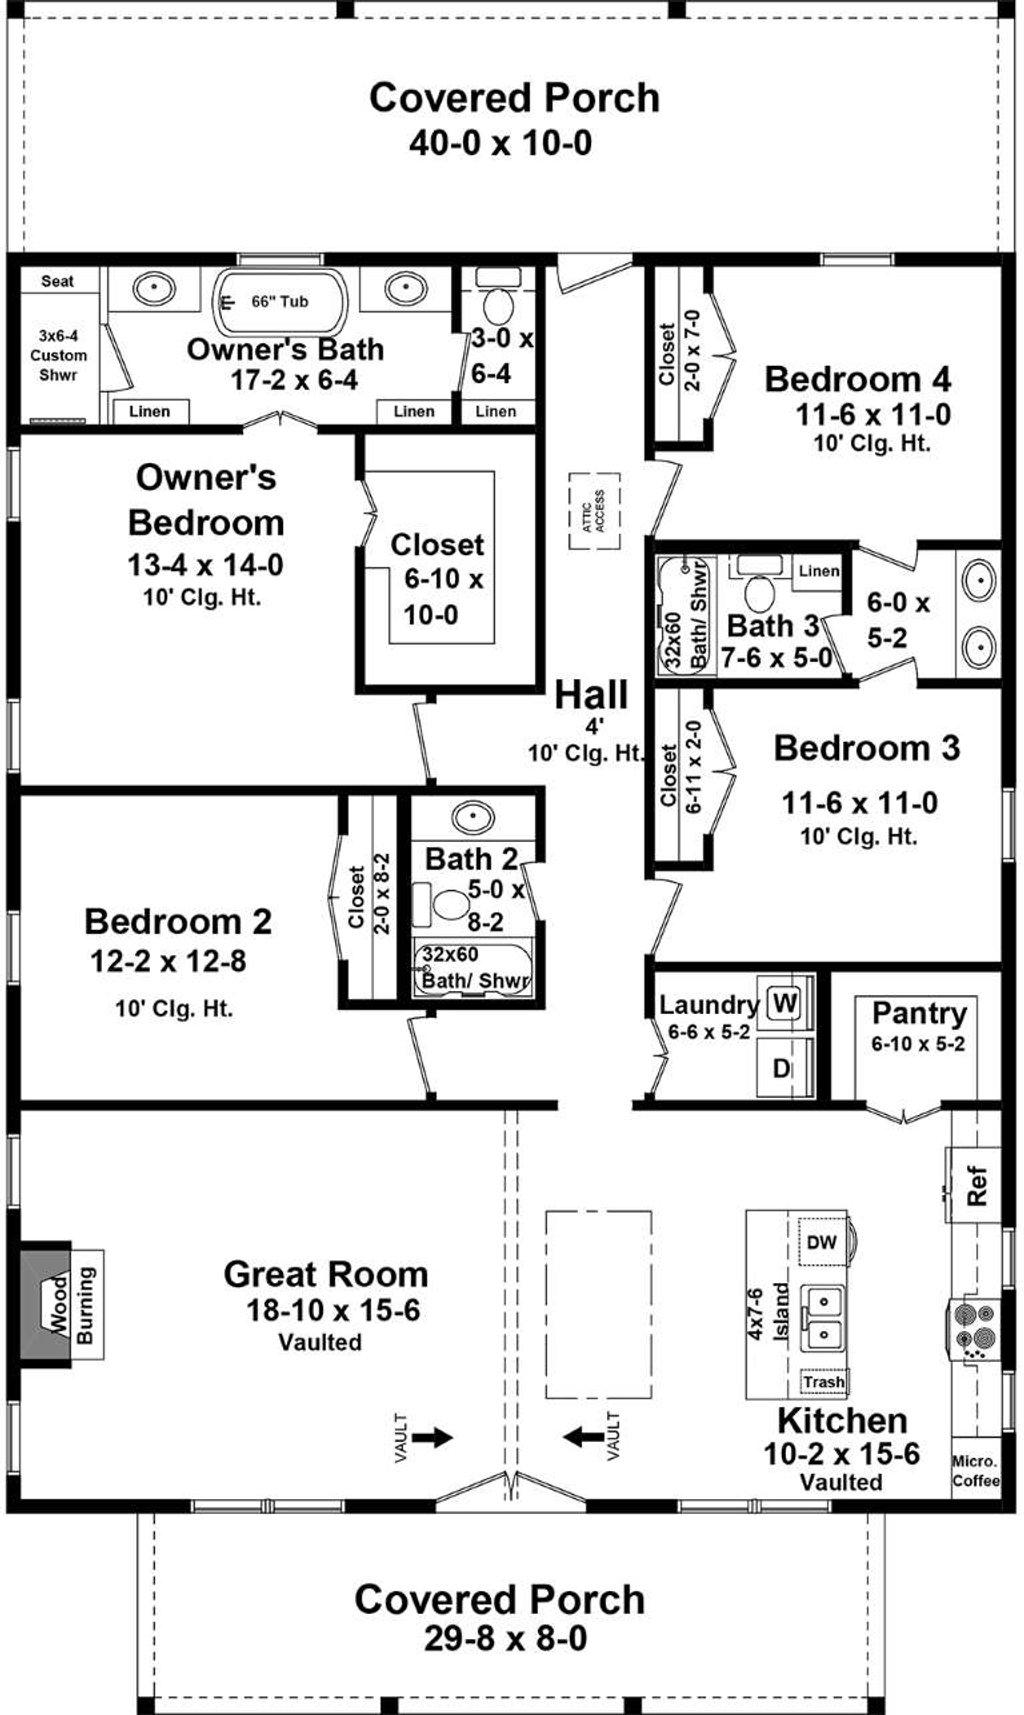 Covered Porch
40-0 x 10-0
Seat
3x6-4
Custom
Shwr
66" Tub
Owner's Bath
17-2 x 6-4
Linen
Linen
3-0 x
6-4
Linen
Closet
2-0 x 7-0
Bedroom 4
11-6 x 11-0
10' Clg. Ht.
Owner's
Bedroom
13-4 x 14-0
10' Clg. Ht.
Closet
6-10 x
10-0
ATTIC
ACCESS
32x60
Bath/ Shwr
Linen
Bath 3
7-6 x 5-0
6-0 x
5-2
Hall
4'
10' Clg. Ht.
Closet
6-11 x 2-0
Bedroom 3
11-6 x 11-0
10' Clg. Ht.
Bedroom 2
12-2 x 12-8
10' Clg. Ht.
Closet
2-0 x 8-2
Bath 2
5-0 x
8-2
32x60
Bath/ Shwr
Laundry
6-6 x 5-2
W
D
Pantry
6-10 x 5-2
Ref
Wood
Burning
Great Room
18-10 x 15-6
Vaulted
VAULT
VAULT
DW
4x7-6
Island
Trash
Kitchen
10-2 x 15-6
Vaulted
Micro.
Coffee
Covered Porch
29-8 x 8-0